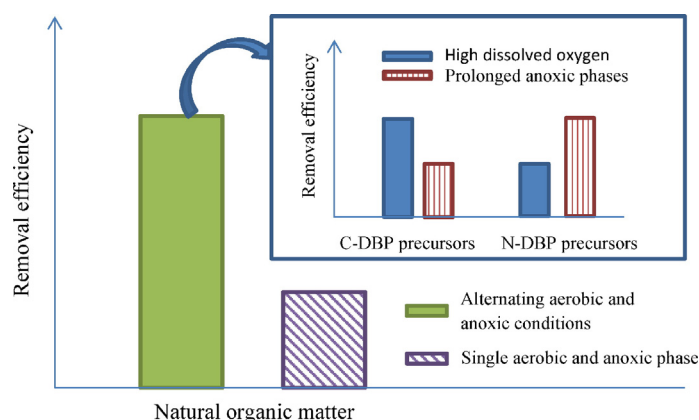 Removal efficiency
Removal efficiency
High dissolved oxygen
Prolonged anoxic phases
C-DBP precursors
N-DBP precursors
Alternating aerobic and
anoxic conditions
Single aerobic and anoxic phase
Natural organic matter